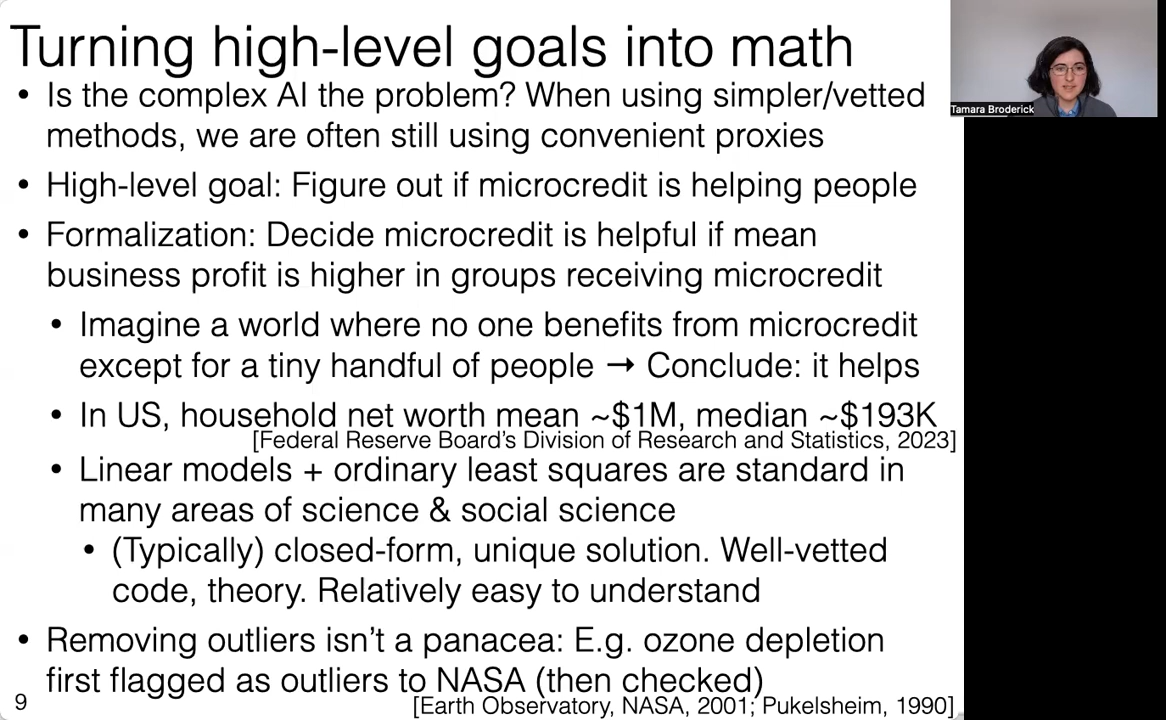 Turning high-level goals into math
• Is the complex AI the problem? When using simpler/vetted
methods, we are often still using convenient proxies
• High-level goal: Figure out if microcredit is helping people
• Formalization: Decide microcredit is helpful if mean
business profit is higher in groups receiving microcredit
• Imagine a world where no one benefits from microcredit
except for a tiny handful of people → Conclude: it helps
• In US, household net worth mean ~$1M, median ~$193K
[Federal Reserve Board’s Division of Research and Statistics, 2023]
• Linear models + ordinary least squares are standard in
many areas of science & social science
• (Typically) closed-form, unique solution. Well-vetted
code, theory. Relatively easy to understand
• Removing outliers isn’t a panacea: E.g. ozone depletion
first flagged as outliers to NASA (then checked)
[Earth Observatory, NASA, 2001; Pukelsheim, 1990]
9
Tamara Broderick